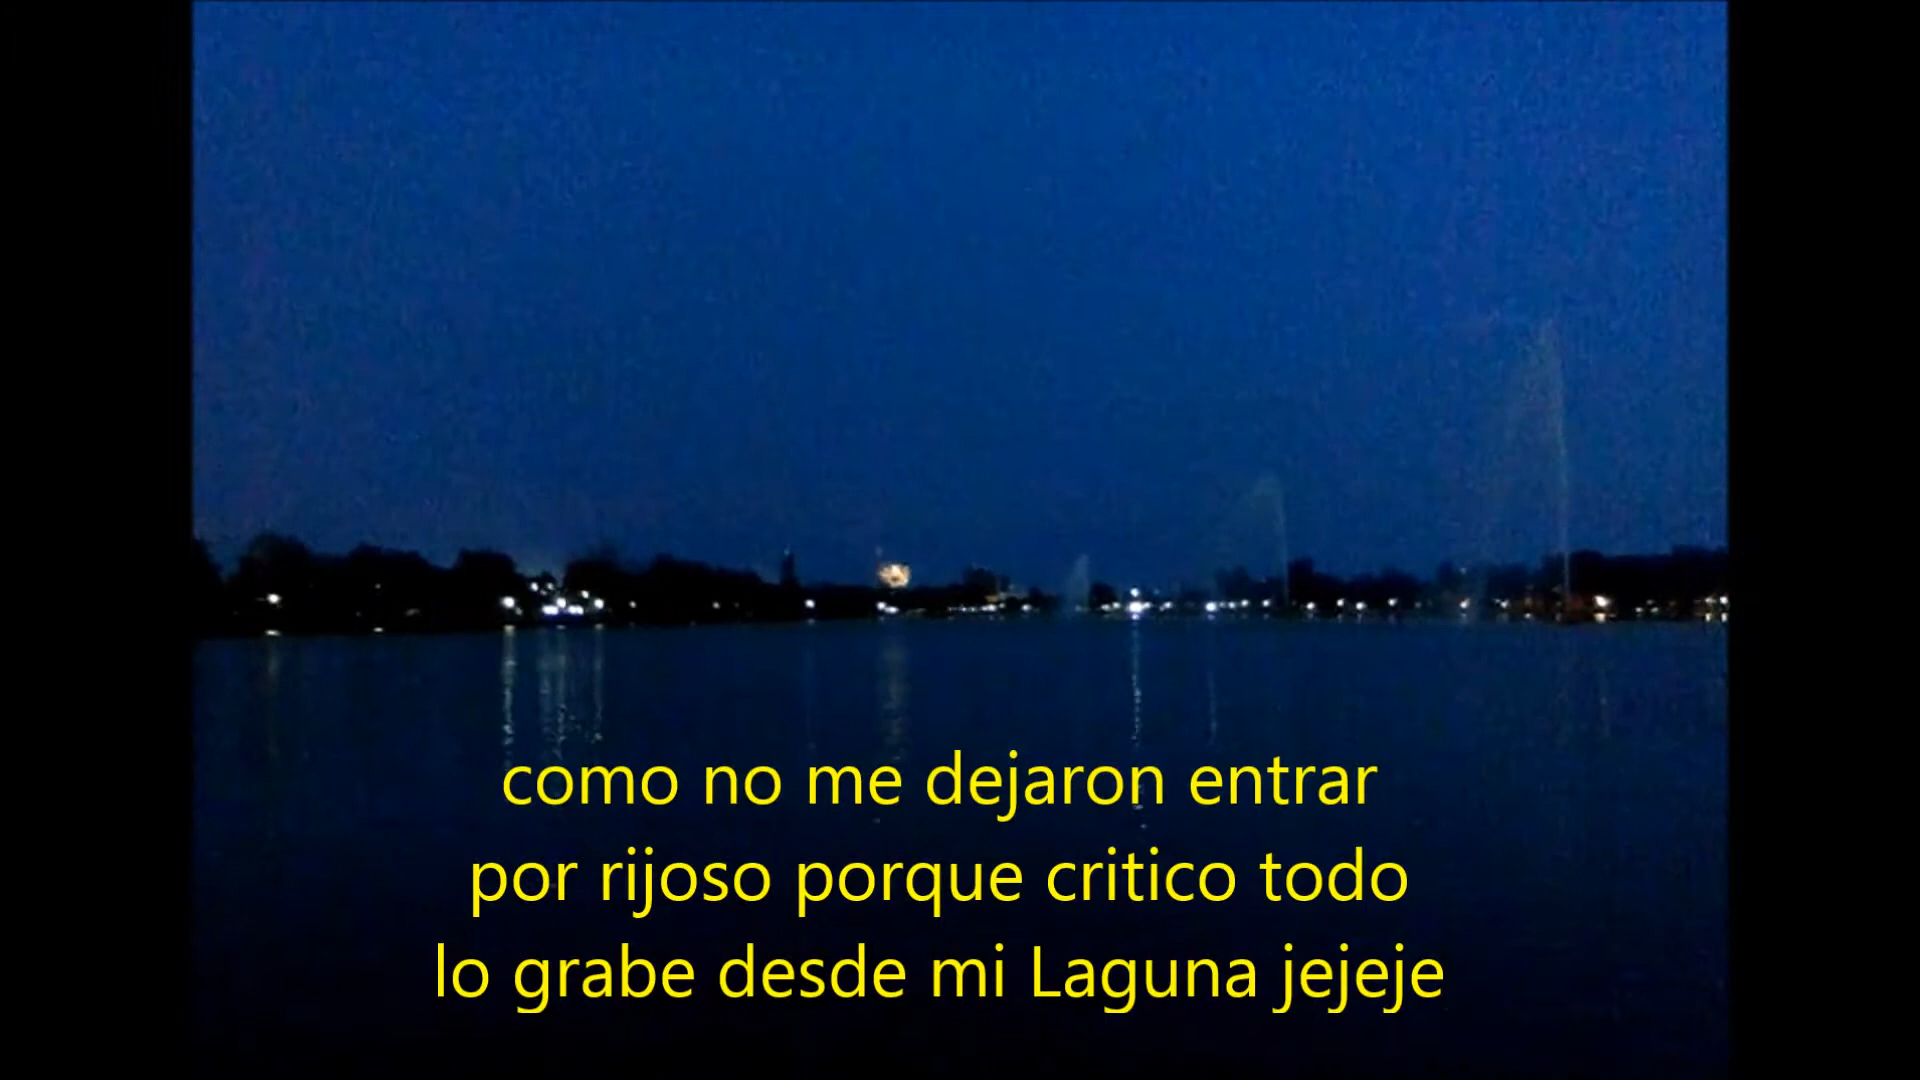 como no me dejaron entrar
por rijoso porque critico todo
lo grabe desde mi Laguna jejeje